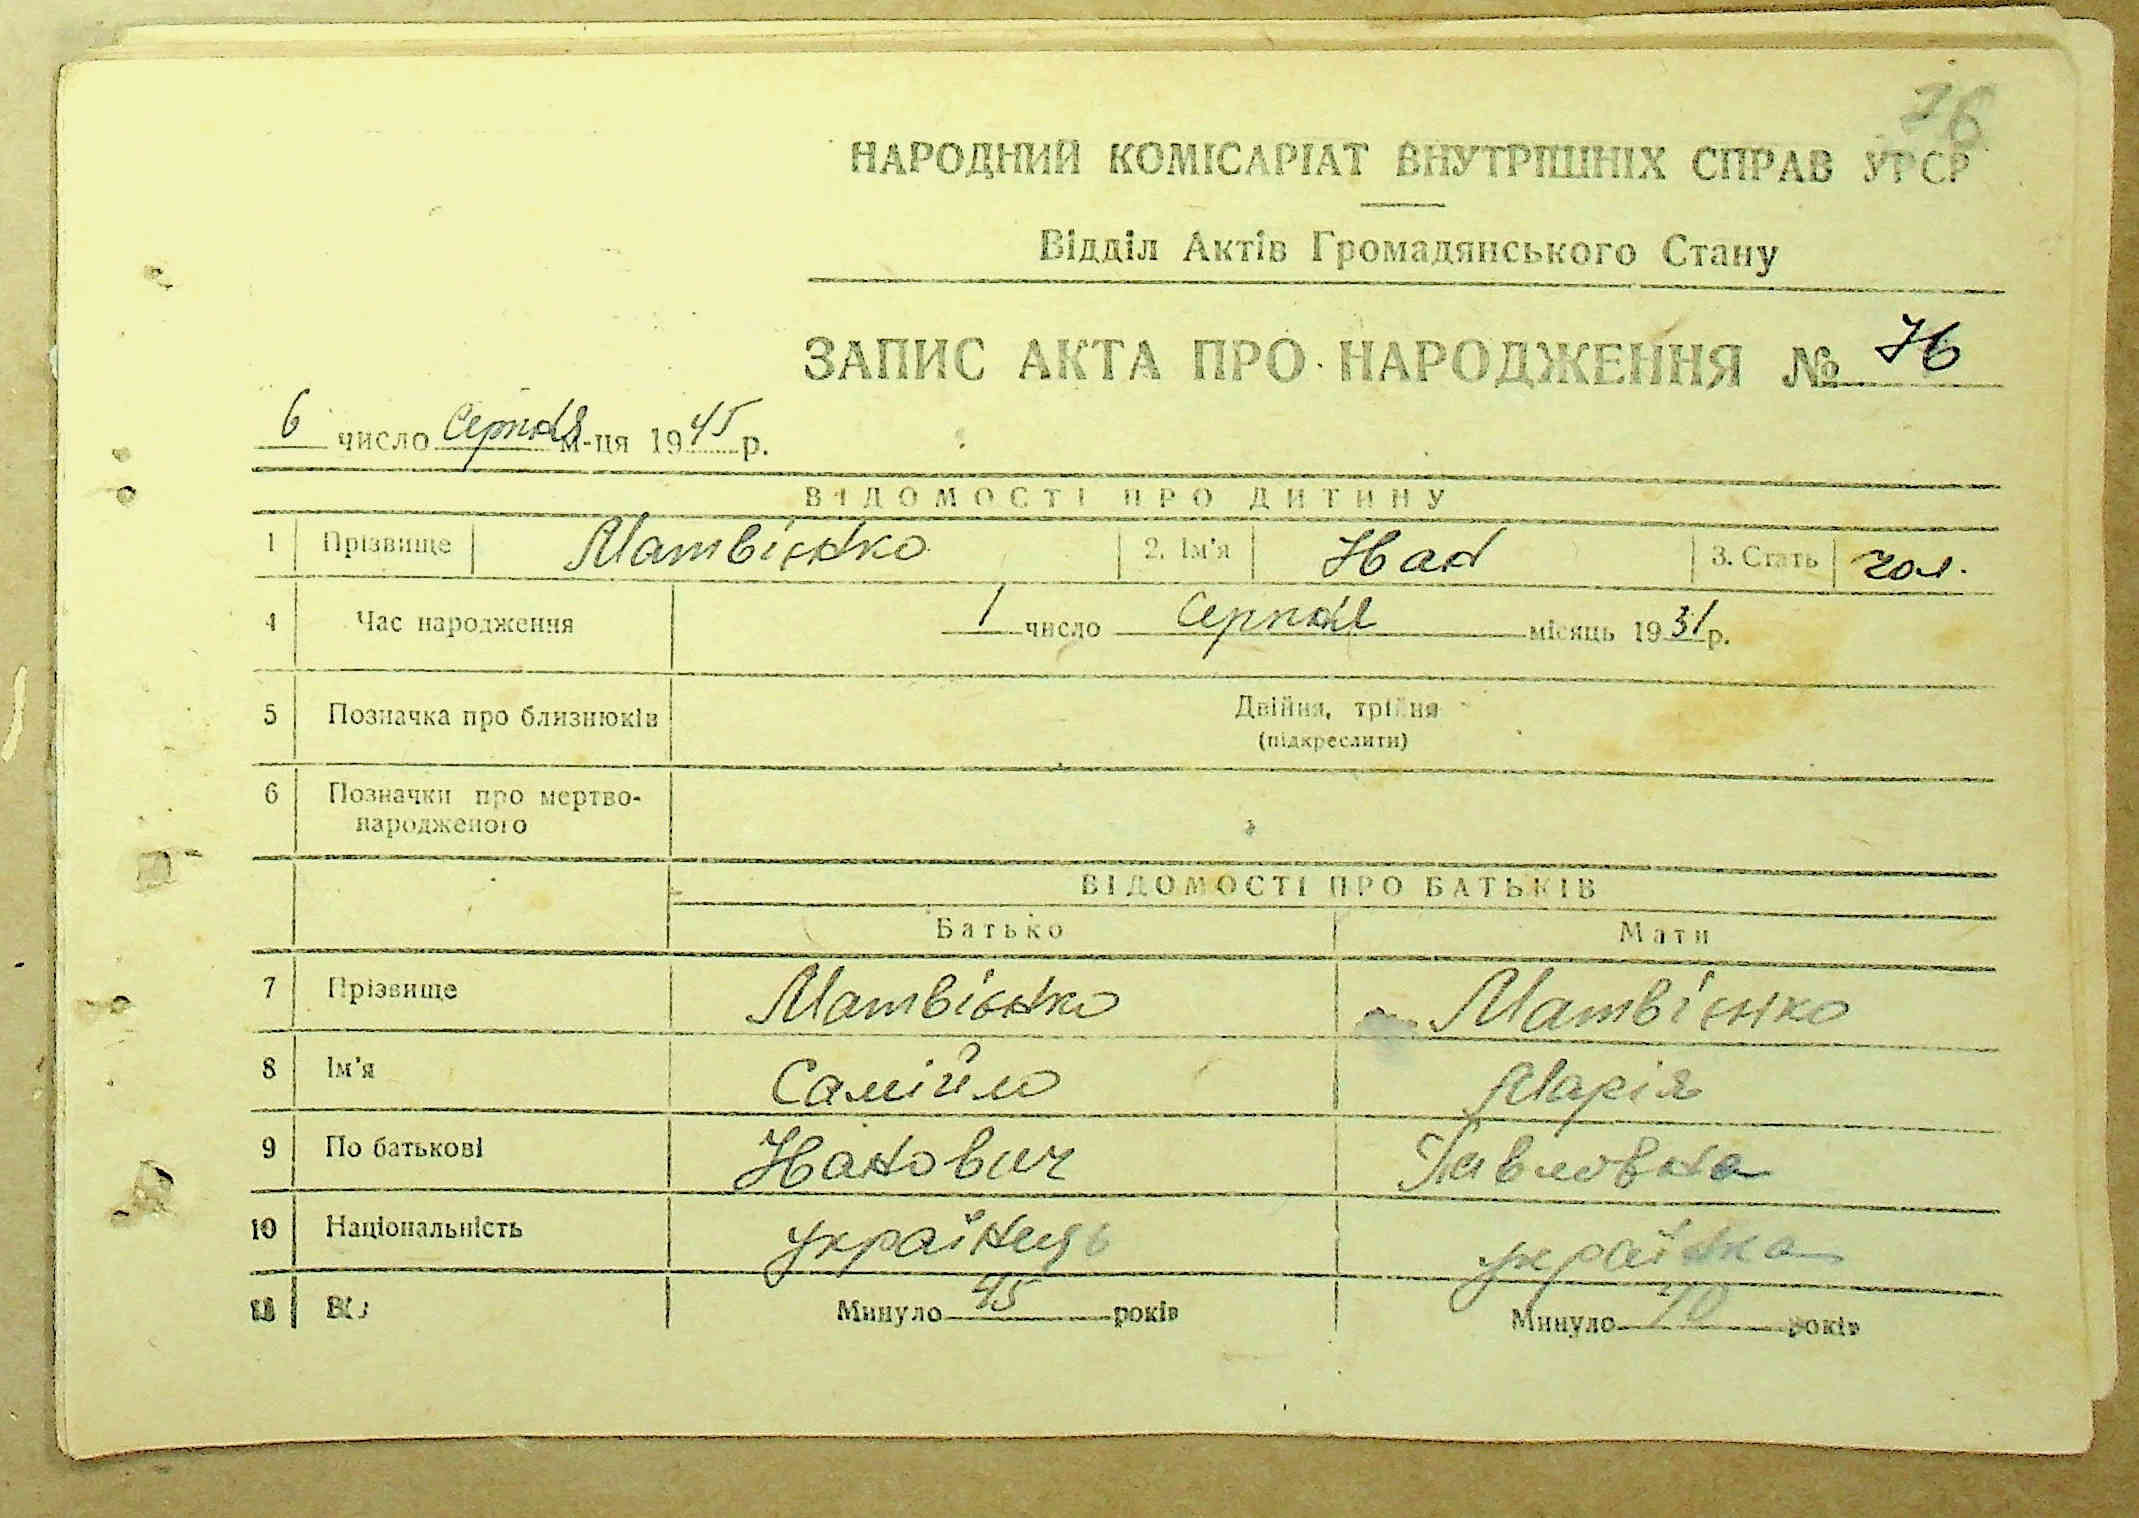 76
НАРОДНИЙ КОМІСАРІАТ ВНУТРІШНІХ СПРАВ УРСР
Відділ Актів Громадянського Стану
ЗАПИС АКТА ПРО НАРОДЖЕННЯ №
6 число Серпня м-ця 1945 р.
ВІДОМОСТІ ПРО ДИТИНУ
1 Прізвище Матвієнко 2. Ім'я Иван 3. Стать чол.
4 Час народження 1 число Серпня місяць 1931 р.
5 Позначка про близнюків Двійня, трійня
(підкреслити)
6 Позначки про мертво-
народженого
ВІДОМОСТІ ПРО БАТЬКІВ
Батько Мати
7 Прізвище Матвієнко Матвієнко
8 Ім'я Самійло Марія
9 По батькові Иванович Павловна
10 Національність українець українка
11 Минуло 45 років Минуло 40 років